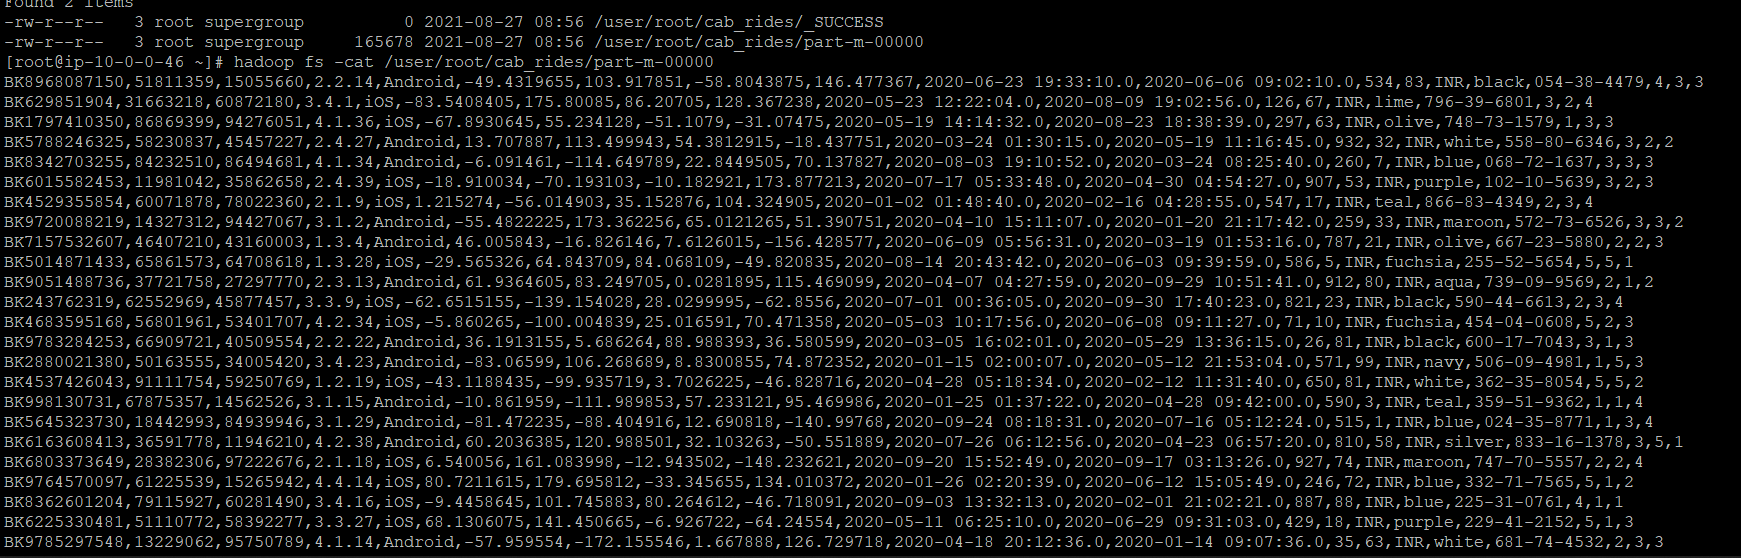 Found 2 items
-rw-r--r--   3 root supergroup          0 2021-08-27 08:56 /user/root/cab_rides/_SUCCESS
-rw-r--r--   3 root supergroup     165678 2021-08-27 08:56 /user/root/cab_rides/part-m-00000
[root@ip-10-0-0-46 ~]# hadoop fs -cat /user/root/cab_rides/part-m-00000
BK8968087150,51811359,15055660,2.2.14,Android,-49.4319655,103.917851,-58.8043875,146.477367,2020-06-23 19:33:10.0,2020-06-06 09:02:10.0,534,83,INR,black,054-38-4479,4,3,3
BK629851904,31663218,60872180,3.4.1,iOS,-83.5408405,175.80085,86.20705,128.367238,2020-05-23 12:22:04.0,2020-08-09 19:02:56.0,126,67,INR,lime,796-39-6801,3,2,4
BK1797410350,86869399,94276051,4.1.36,iOS,-67.8930645,55.234128,-51.1079,-31.07475,2020-05-19 14:14:32.0,2020-08-23 18:38:39.0,297,63,INR,olive,748-73-1579,1,3,3
BK5788246325,58230837,45457227,2.4.27,Android,13.707887,113.499943,54.3812915,-18.437751,2020-03-24 01:30:15.0,2020-05-19 11:16:45.0,932,32,INR,white,558-80-6346,3,2,2
BK8342703255,84232510,86494681,4.1.34,Android,-6.091461,-114.649789,22.8449505,70.137827,2020-08-03 19:10:52.0,2020-03-24 08:25:40.0,260,7,INR,blue,068-72-1637,3,3,3
BK6015582453,11981042,35862658,2.4.39,iOS,-18.910034,-70.193103,-10.182921,173.877213,2020-07-17 05:33:48.0,2020-04-30 04:54:27.0,907,53,INR,purple,102-10-5639,3,2,3
BK4529355854,60071878,78022360,2.1.9,iOS,1.215274,-56.014903,35.152876,104.324905,2020-01-02 01:48:40.0,2020-02-16 04:28:55.0,547,17,INR,teal,866-83-4349,2,3,4
BK9720088219,14327312,94427067,3.1.2,Android,-55.4822225,173.362256,65.0121265,51.390751,2020-04-10 15:11:07.0,2020-01-20 21:17:42.0,259,33,INR,maroon,572-73-6526,3,3,2
BK7157532607,46407210,43160003,1.3.4,Android,46.005843,-16.826146,7.6126015,-156.428577,2020-06-09 05:56:31.0,2020-03-19 01:53:16.0,787,21,INR,olive,667-23-5880,2,2,3
BK5014871433,65861573,64708618,1.3.28,iOS,-29.565326,64.843709,84.068109,-49.820835,2020-08-14 20:43:42.0,2020-06-03 09:39:59.0,586,5,INR,fuchsia,255-52-5654,5,5,1
BK9051488736,37721758,27297770,2.3.13,Android,61.9364605,83.249705,0.0281895,115.469099,2020-04-07 04:27:59.0,2020-09-29 10:51:41.0,912,80,INR,aqua,739-09-9569,2,1,2
BK243762319,62552969,45877457,3.3.9,iOS,-62.6515155,-139.154028,28.0299995,-62.8556,2020-07-01 00:36:05.0,2020-09-30 17:40:23.0,821,23,INR,black,590-44-6613,2,3,4
BK4683595168,56801961,53401707,4.2.34,iOS,-5.860265,-100.004839,25.016591,70.471358,2020-05-03 10:17:56.0,2020-06-08 09:11:27.0,71,10,INR,fuchsia,454-04-0608,5,2,3
BK9783284253,66909721,40509554,2.2.22,Android,36.1913155,5.686264,88.988393,36.580599,2020-03-05 16:02:01.0,2020-05-29 13:36:15.0,26,81,INR,black,600-17-7043,3,1,3
BK2880021380,50163555,34005420,3.4.23,Android,-83.06599,106.268689,8.8300855,74.872352,2020-01-15 02:00:07.0,2020-05-12 21:53:04.0,571,99,INR,navy,506-09-4981,1,5,3
BK4537426043,91111754,59250769,1.2.19,iOS,-43.1188435,-99.935719,3.7026225,-46.828716,2020-04-28 05:18:34.0,2020-02-12 11:31:40.0,650,81,INR,white,362-35-8054,5,5,2
BK998130731,67875357,14562526,3.1.15,Android,-10.861959,-111.989853,57.233121,95.469986,2020-01-25 01:37:22.0,2020-04-28 09:42:00.0,590,3,INR,teal,359-51-9362,1,1,4
BK5645323730,18442993,84939946,3.1.29,Android,-81.472235,-88.404916,12.690818,-140.99768,2020-09-24 08:18:31.0,2020-07-16 05:12:24.0,515,1,INR,blue,024-35-8771,1,3,4
BK6163608413,36591778,11946210,4.2.38,Android,60.2036385,120.988501,32.103263,-50.551889,2020-07-26 06:12:56.0,2020-04-23 06:57:20.0,810,58,INR,silver,833-16-1378,3,5,1
BK6803373649,28382306,97222676,2.1.18,iOS,6.540056,161.083998,-12.943502,-148.232621,2020-09-20 15:52:49.0,2020-09-17 03:13:26.0,927,74,INR,maroon,747-70-5557,2,2,4
BK9764570097,61225539,15265942,4.4.14,iOS,80.7211615,179.695812,-33.345655,134.010372,2020-01-26 02:20:39.0,2020-06-12 15:05:49.0,246,72,INR,blue,332-71-7565,5,1,2
BK8362601204,79115927,60281490,3.4.16,iOS,-9.4458645,101.745883,80.264612,-46.718091,2020-09-03 13:32:13.0,2020-02-01 21:02:21.0,887,88,INR,blue,225-31-0761,4,1,1
BK6225330481,51110772,58392277,3.3.27,iOS,68.1306075,141.450665,-6.926722,-64.24554,2020-05-11 06:25:10.0,2020-06-29 09:31:03.0,429,18,INR,purple,229-41-2152,5,1,3
BK9785297548,13229062,95750789,4.1.14,Android,-57.959554,-172.155546,1.667888,126.729718,2020-04-18 20:12:36.0,2020-01-14 09:07:36.0,35,63,INR,white,681-74-4532,2,3,3